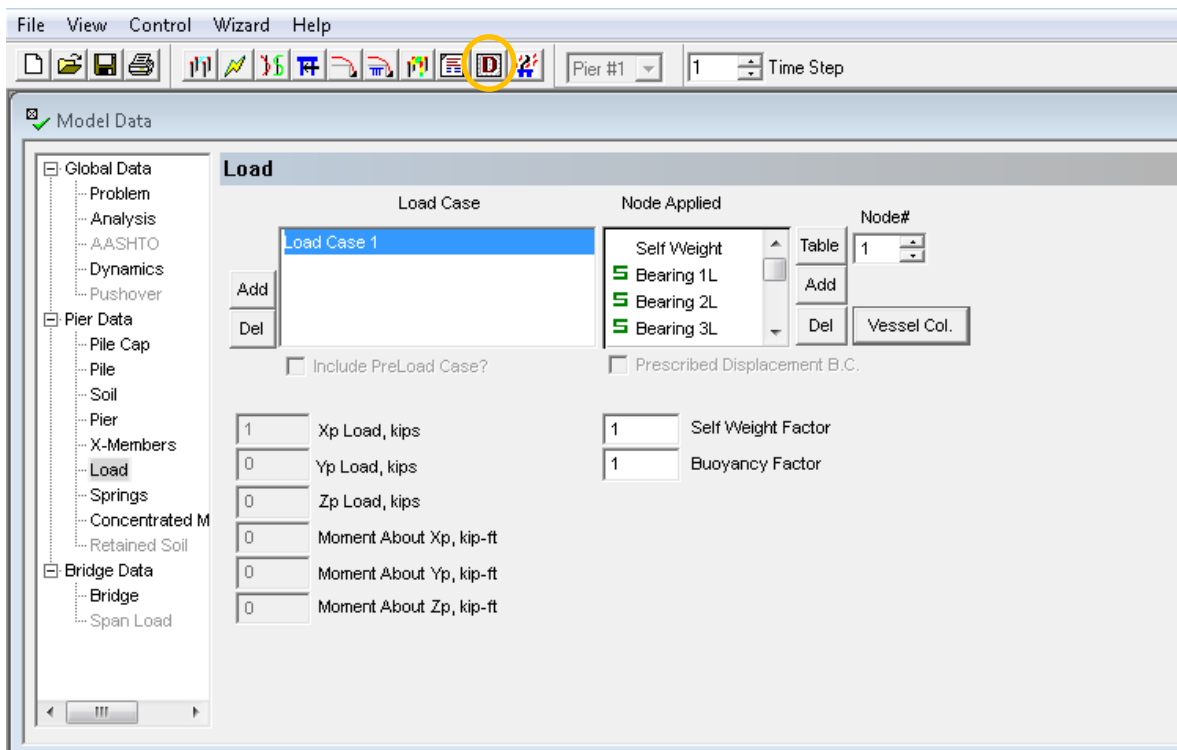 File View Control Wizard Help
D Pier #1 1 Time Step
Model Data
Global Data
Problem
Analysis
AASHTO
Dynamics
Pushover
Pier Data
Pile Cap
Pile
Soil
Pier
X-Members
Load
Springs
Concentrated M
Retained Soil
Bridge Data
Bridge
Span Load
Load
Load Case Node Applied Node#
Load Case 1
Self Weight
S Bearing 1L
S Bearing 2L
S Bearing 3L
Add
Del
Table
Add
Del
1
Vessel Col.
Include PreLoad Case? Prescribed Displacement B.C.
1 Xp Load, kips 1 Self Weight Factor
0 Yp Load, kips 1 Buoyancy Factor
0 Zp Load, kips
0 Moment About Xp, kip-ft
0 Moment About Yp, kip-ft
0 Moment About Zp, kip-ft